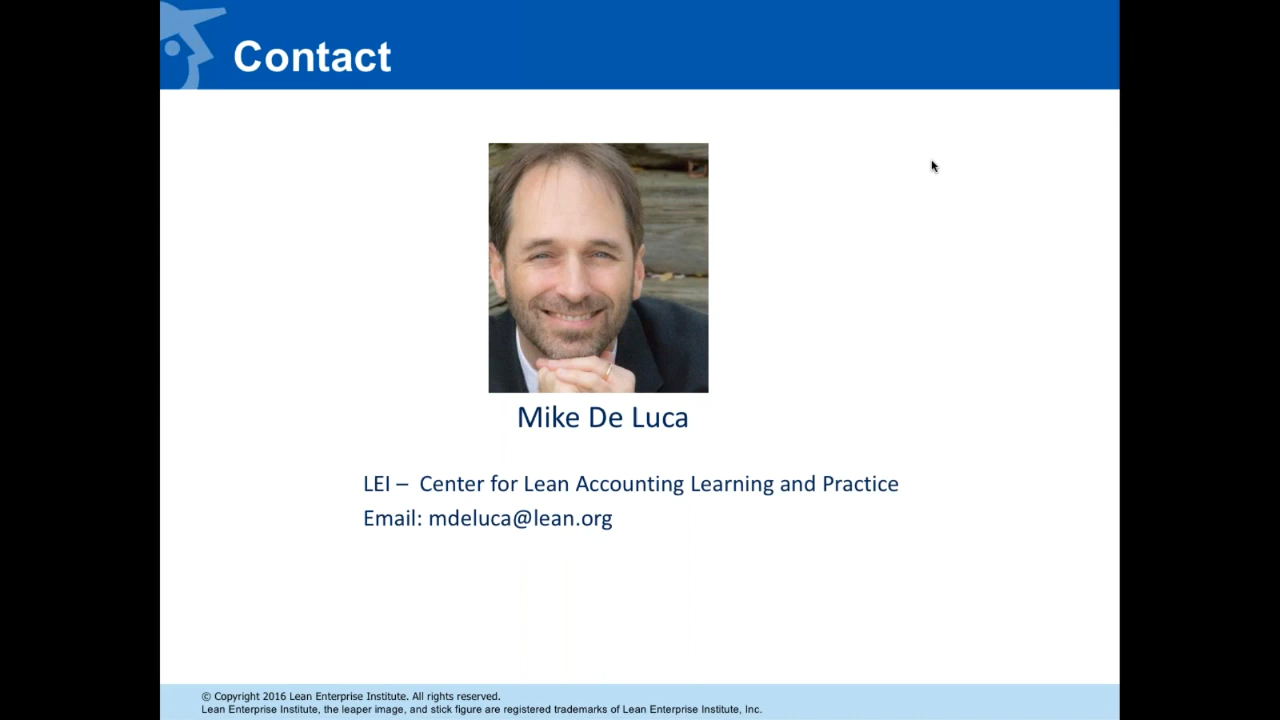 Contact
Mike De Luca
LEI – Center for Lean Accounting Learning and Practice
Email: mdeluca@lean.org
© Copyright 2016 Lean Enterprise Institute. All rights reserved.
Lean Enterprise Institute, the leaper image, and stick figure are registered trademarks of Lean Enterprise Institute, Inc.